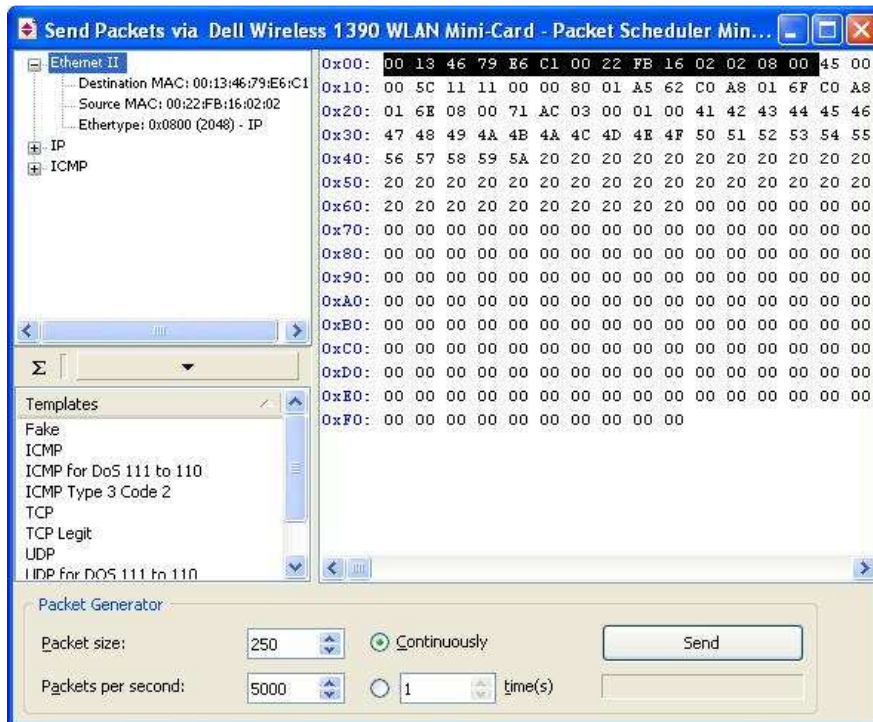 Send Packets via Dell Wireless 1390 WLAN Mini-Card - Packet Scheduler Min...
Ethernet II
Destination MAC: 00:13:46:79:E6:C1
Source MAC: 00:22:FB:16:02:02
Ethertype: 0x0800 (2048) - IP
IP
ICMP
0x00: 00 13 46 79 E6 C1 00 22 FB 16 02 02 08 00 45 00
0x10: 00 5C 11 11 00 00 80 01 A5 62 C0 A8 01 6F C0 A8
0x20: 01 6E 08 00 71 AC 03 00 01 00 41 42 43 44 45 46
0x30: 47 48 49 4A 4B 4A 4C 4D 4E 4F 50 51 52 53 54 55
0x40: 56 57 58 59 5A 20 20 20 20 20 20 20 20 20 20 20
0x50: 20 20 20 20 20 20 20 20 20 20 20 20 20 20 20 20
0x60: 20 20 20 20 20 20 20 20 20 20 00 00 00 00 00 00
0x70: 00 00 00 00 00 00 00 00 00 00 00 00 00 00 00 00
0x80: 00 00 00 00 00 00 00 00 00 00 00 00 00 00 00 00
0x90: 00 00 00 00 00 00 00 00 00 00 00 00 00 00 00 00
0xA0: 00 00 00 00 00 00 00 00 00 00 00 00 00 00 00 00
0xB0: 00 00 00 00 00 00 00 00 00 00 00 00 00 00 00 00
0xC0: 00 00 00 00 00 00 00 00 00 00 00 00 00 00 00 00
0xD0: 00 00 00 00 00 00 00 00 00 00 00 00 00 00 00 00
0xE0: 00 00 00 00 00 00 00 00 00 00 00 00 00 00 00 00
0xF0: 00 00 00 00 00 00 00 00 00 00
Σ
Templates
Fake
ICMP
ICMP for DoS 111 to 110
ICMP Type 3 Code 2
TCP
TCP Legit
UDP
UDP for DOS 111 to 110
Packet Generator
Packet size: 250 Continuously Send
Packets per second: 5000 1 time(s)